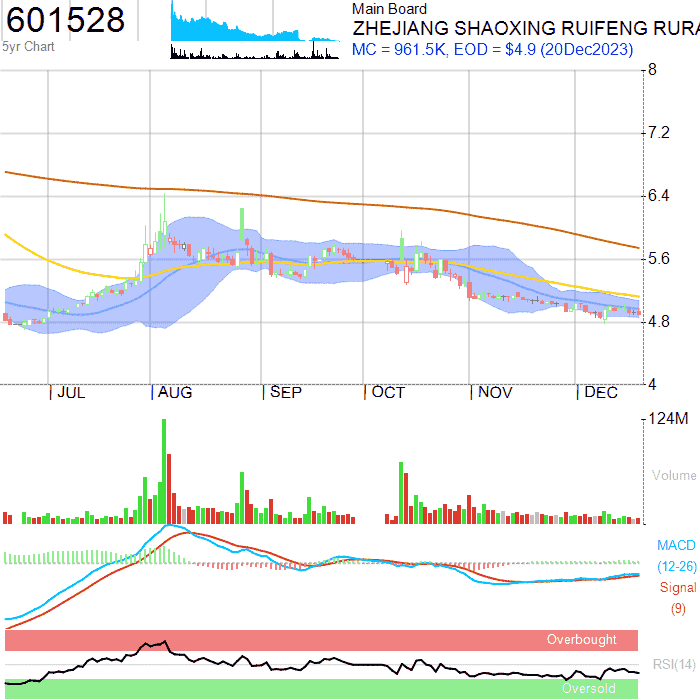 601528
5yr Chart
Main Board
ZHEJIANG SHAOXING RUIFENG RURA
MC = 961.5K, EOD = $4.9 (20Dec2023)
8
7.2
6.4
5.6
4.8
4
JUL AUG SEP OCT NOV DEC
124M
Volume
MACD
(12-26)
Signal
(9)
Overbought
RSI(14)
Oversold